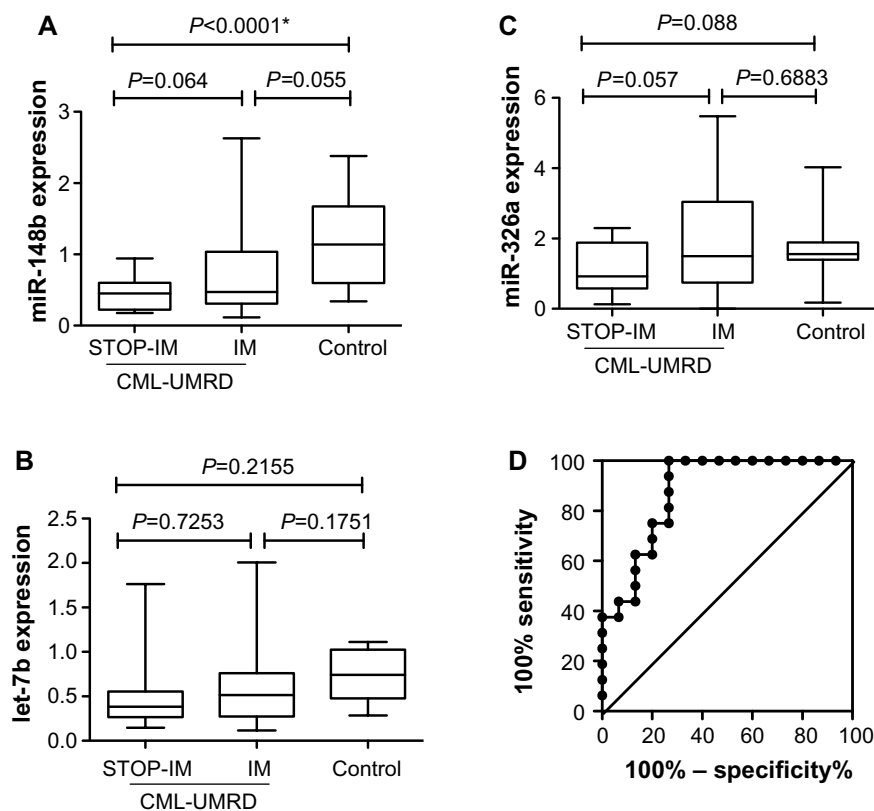 A
P<0.0001*
P=0.064
P=0.055
miR-148b expression
3
2
1
0
STOP-IM
IM
Control
CML-UMRD
C
P=0.088
P=0.057
P=0.6883
miR-326a expression
6
4
2
0
STOP-IM
IM
Control
CML-UMRD
B
P=0.2155
P=0.7253
P=0.1751
let-7b expression
2.5
2.0
1.5
1.0
0.5
0.0
STOP-IM
IM
Control
CML-UMRD
D
100% sensitivity
100
80
60
40
20
0
0
20
40
60
80
100
100% – specificity%